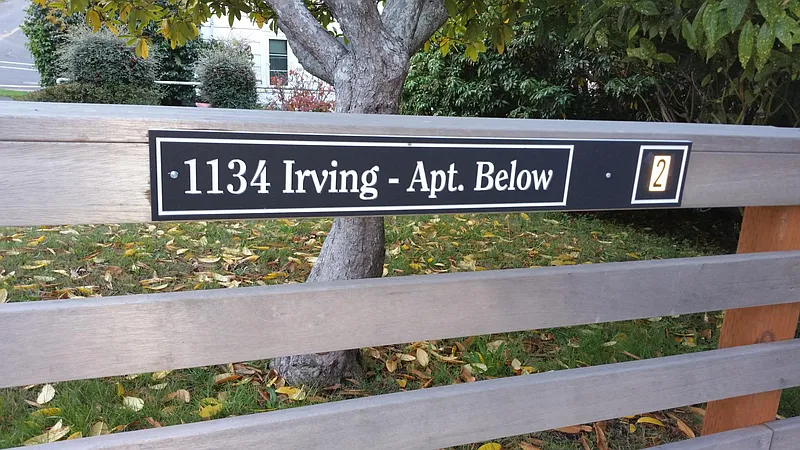 1134 Irving - Apt. Below 2